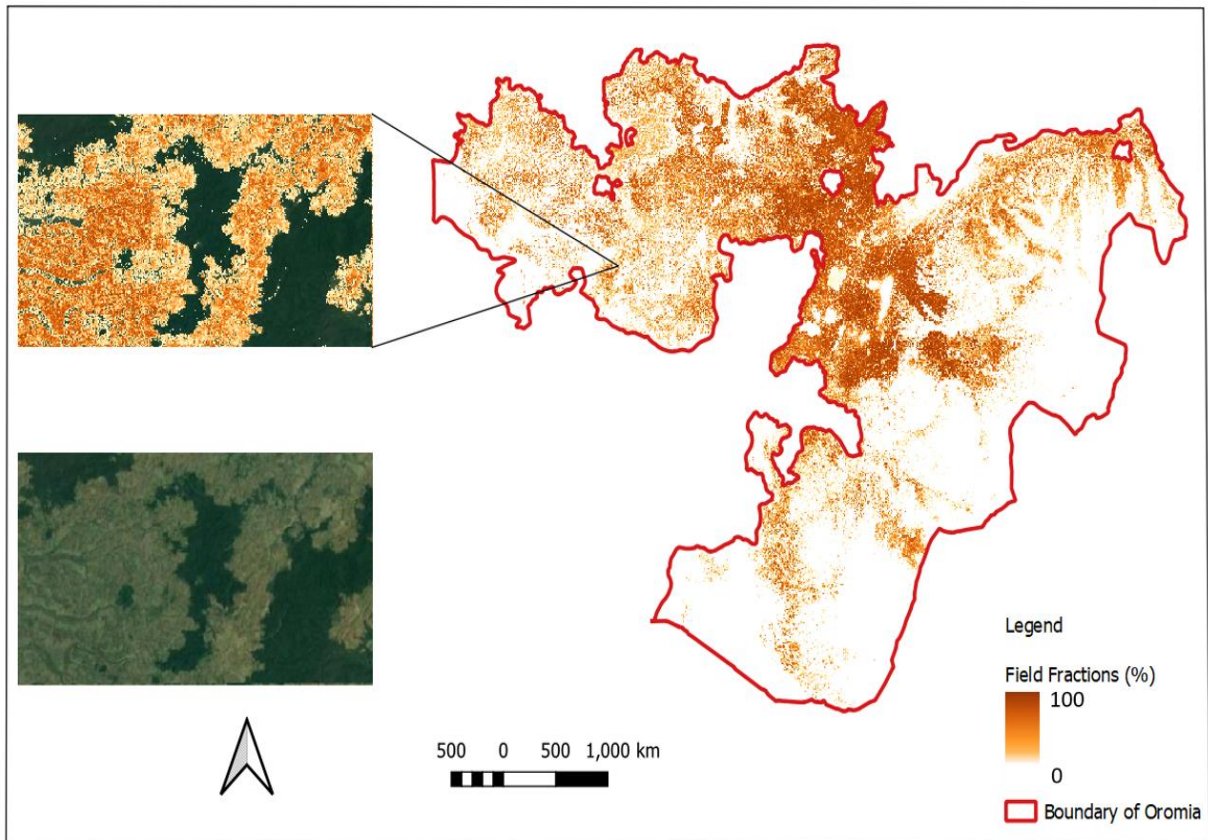 Legend
Field Fractions (%)
100
0
Boundary of Oromia
500 0 500 1,000 km